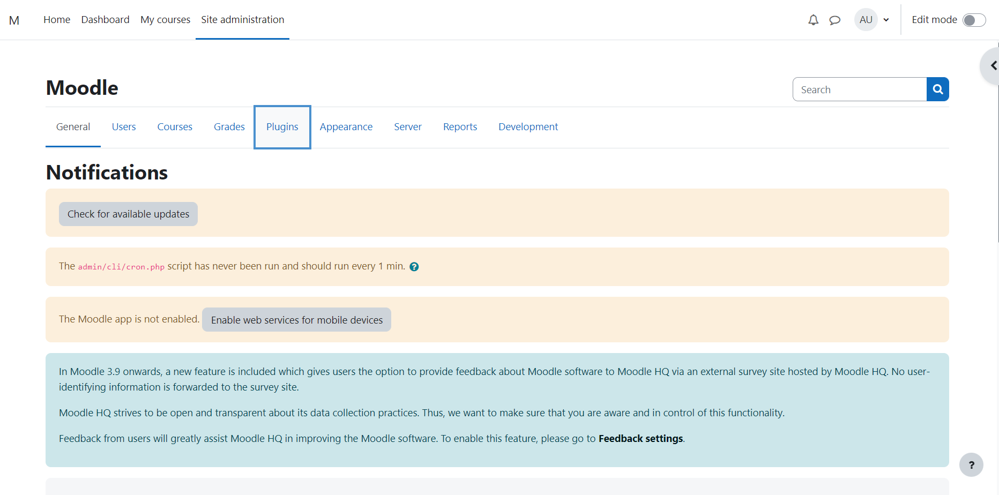 M Home Dashboard My courses Site administration AU Edit mode
Moodle
Search
General Users Courses Grades Plugins Appearance Server Reports Development
Notifications
Check for available updates
The admin/cli/cron.php script has never been run and should run every 1 min. ?
The Moodle app is not enabled. Enable web services for mobile devices
In Moodle 3.9 onwards, a new feature is included which gives users the option to provide feedback about Moodle software to Moodle HQ via an external survey site hosted by Moodle HQ. No user-
identifying information is forwarded to the survey site.
Moodle HQ strives to be open and transparent about its data collection practices. Thus, we want to make sure that you are aware and in control of this functionality.
Feedback from users will greatly assist Moodle HQ in improving the Moodle software. To enable this feature, please go to Feedback settings.
?